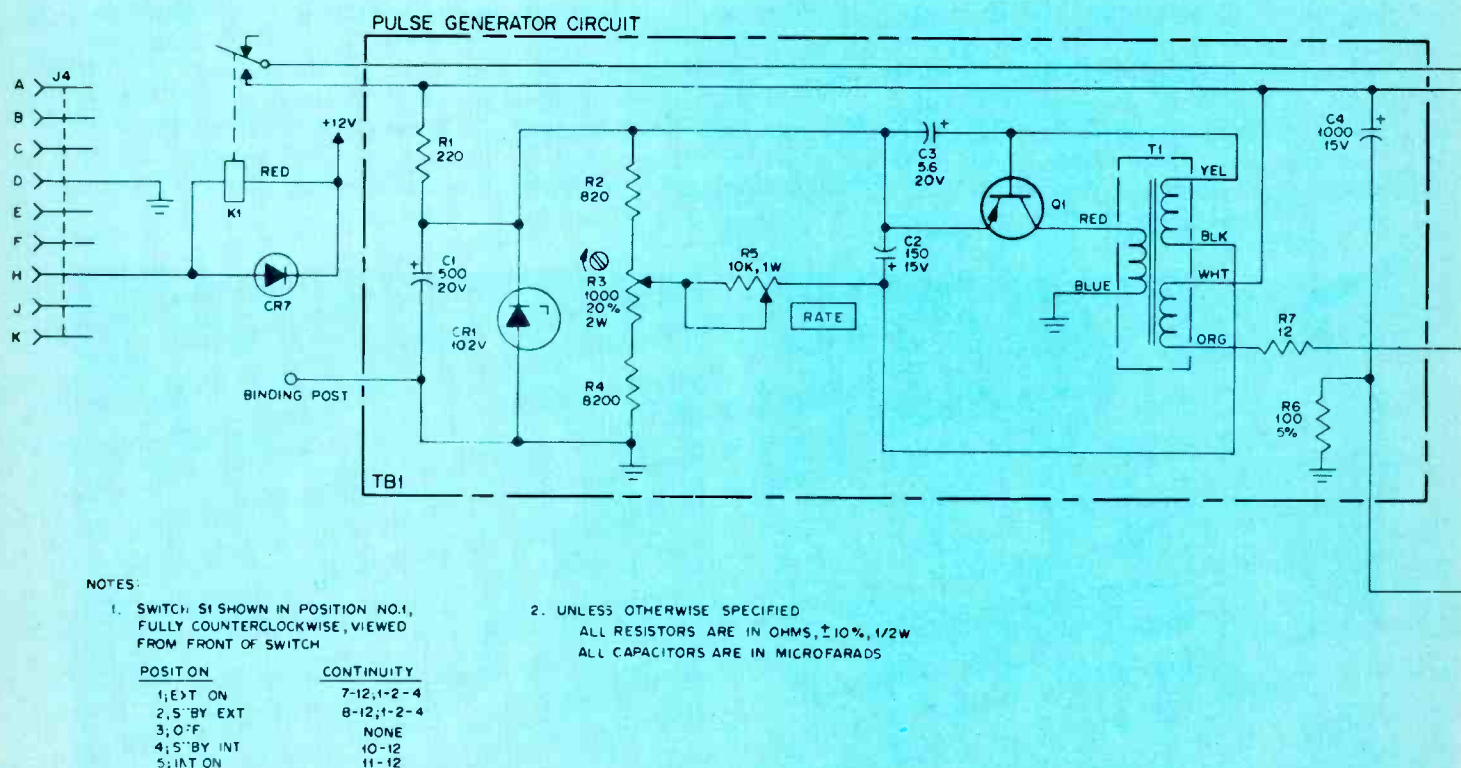 PULSE GENERATOR CIRCUIT
J4
A
B
C
D
E
F
H
J
K
+12V
RED
K1
CR7
R1
220
+
C1
500
20V
CR1
10.2V
BINDING POST
TB1
R2
820
R3
1000
20%
2W
R4
8200
R5
10K, 1W
RATE
+
C3
5.6
20V
C2
150
+ 15V
Q1
RED
BLUE
T1
YEL
BLK
WHT
ORG
C4
1000
15V
+
R7
12
R6
100
5%
NOTES:
1. SWITCH S1 SHOWN IN POSITION NO.1,
FULLY COUNTERCLOCKWISE, VIEWED
FROM FRONT OF SWITCH
POSITION CONTINUITY
1; EXT ON 7-12, 1-2-4
2, ST'BY EXT 8-12; 1-2-4
3; OFF NONE
4; ST'BY INT 10-12
5; INT ON 11-12
2. UNLESS OTHERWISE SPECIFIED
ALL RESISTORS ARE IN OHMS, ±10%, 1/2W
ALL CAPACITORS ARE IN MICROFARADS